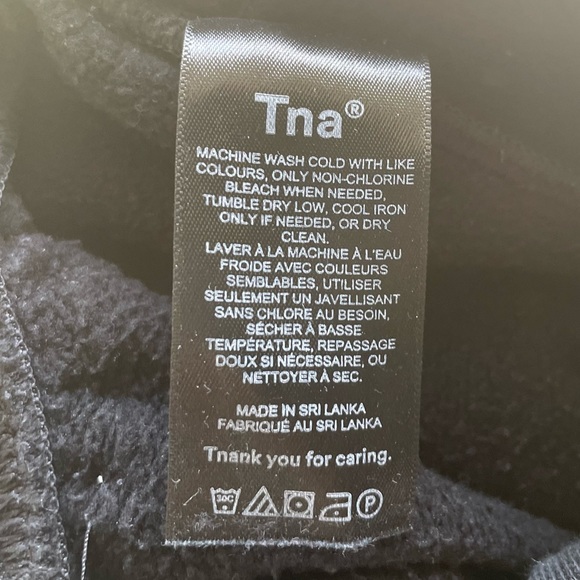 Tna®
MACHINE WASH COLD WITH LIKE
COLOURS, ONLY NON-CHLORINE
BLEACH WHEN NEEDED,
TUMBLE DRY LOW, COOL IRON
ONLY IF NEEDED, OR DRY
CLEAN.
LAVER À LA MACHINE À L'EAU
FROIDE AVEC COULEURS
SEMBLABLES, UTILISER
SEULEMENT UN JAVELLISANT
SANS CHLORE AU BESOIN,
SÉCHER À BASSE
TEMPÉRATURE, REPASSAGE
DOUX SI NÉCESSAIRE, OU
NETTOYER À SEC.
MADE IN SRI LANKA
FABRIQUÉ AU SRI LANKA
Tnank you for caring.
30C P